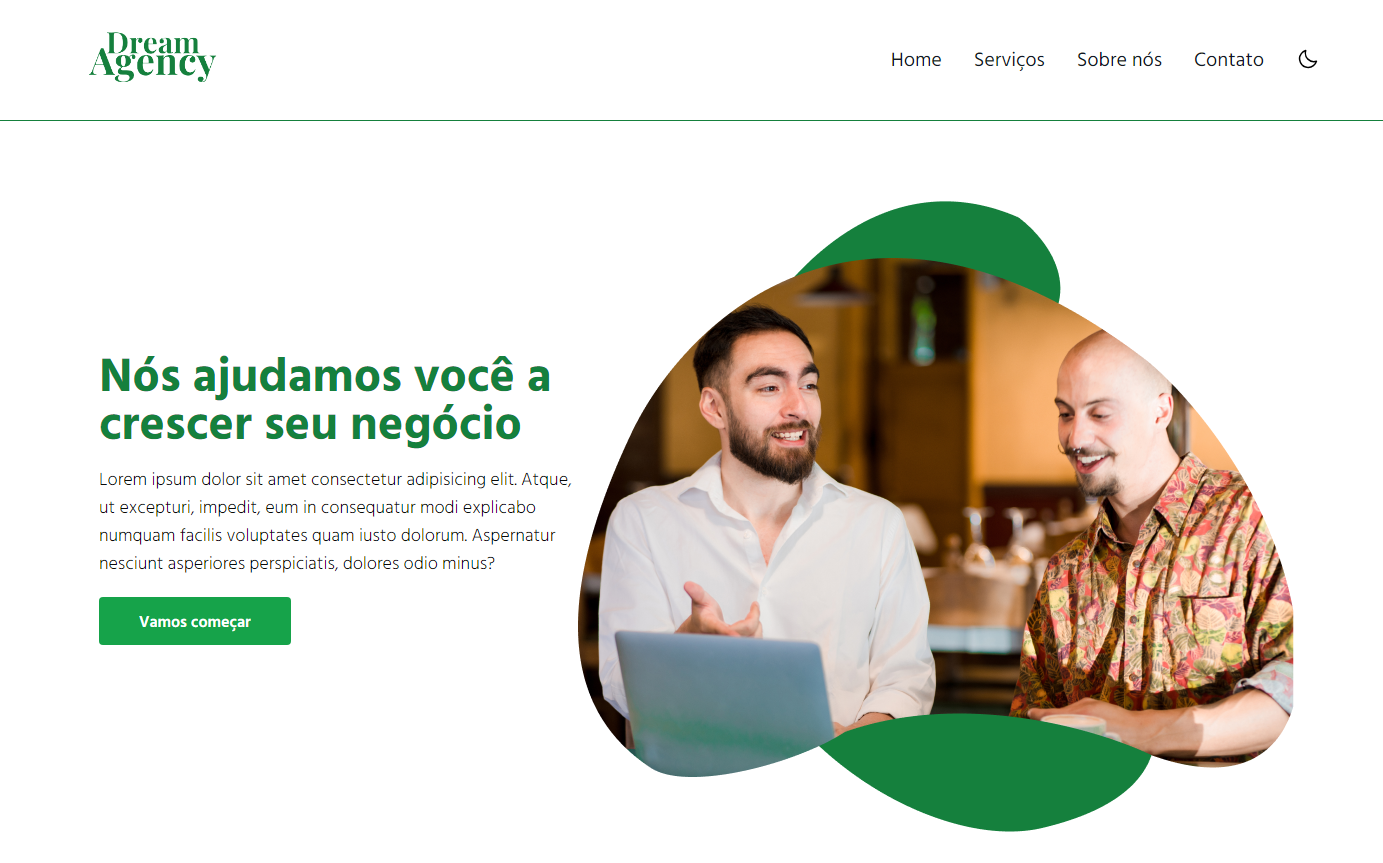 Dream
Agency
Home Serviços Sobre nós Contato
Nós ajudamos você a
crescer seu negócio
Lorem ipsum dolor sit amet consectetur adipisicing elit. Atque,
ut excepturi, impedit, eum in consequatur modi explicabo
numquam facilis voluptates quam iusto dolorum. Aspernatur
nesciunt asperiores perspiciatis, dolores odio minus?
Vamos começar